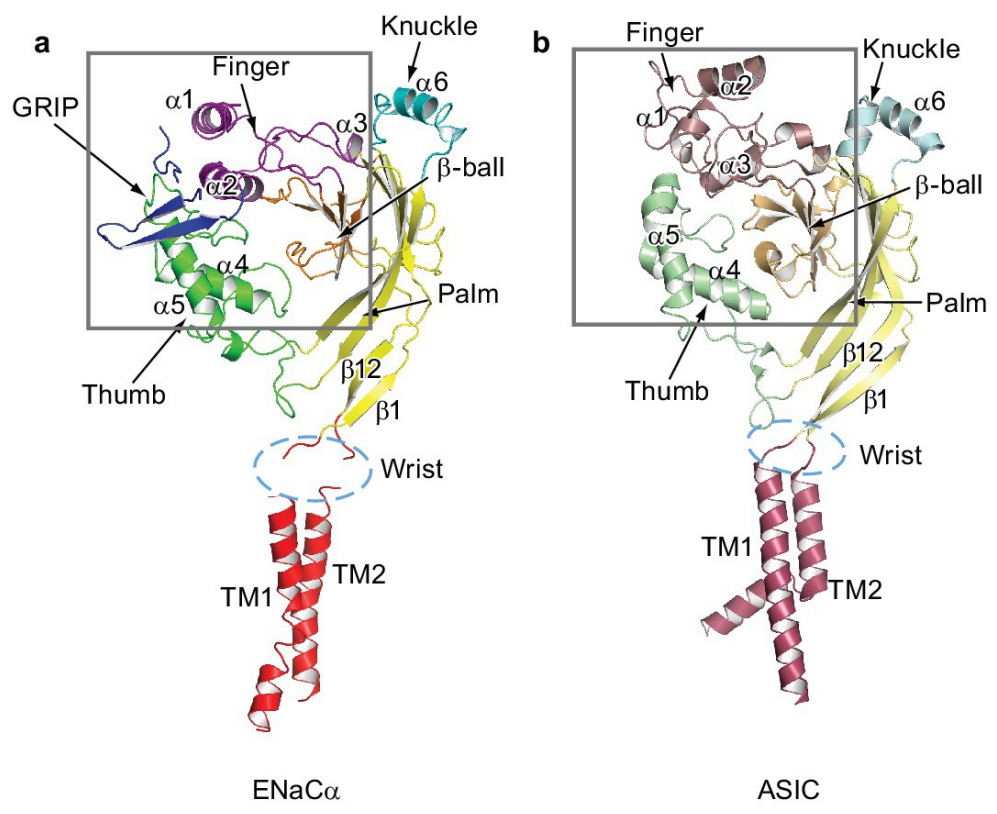 a
Knuckle
Finger
α6
GRIP
α1
α3
α2
β-ball
α4
α5
Palm
Thumb
β12
β1
Wrist
TM1
TM2
ENaCα
b
Finger
Knuckle
α2
α6
α1
α3
β-ball
α5
α4
Palm
Thumb
β12
β1
Wrist
TM1
TM2
ASIC